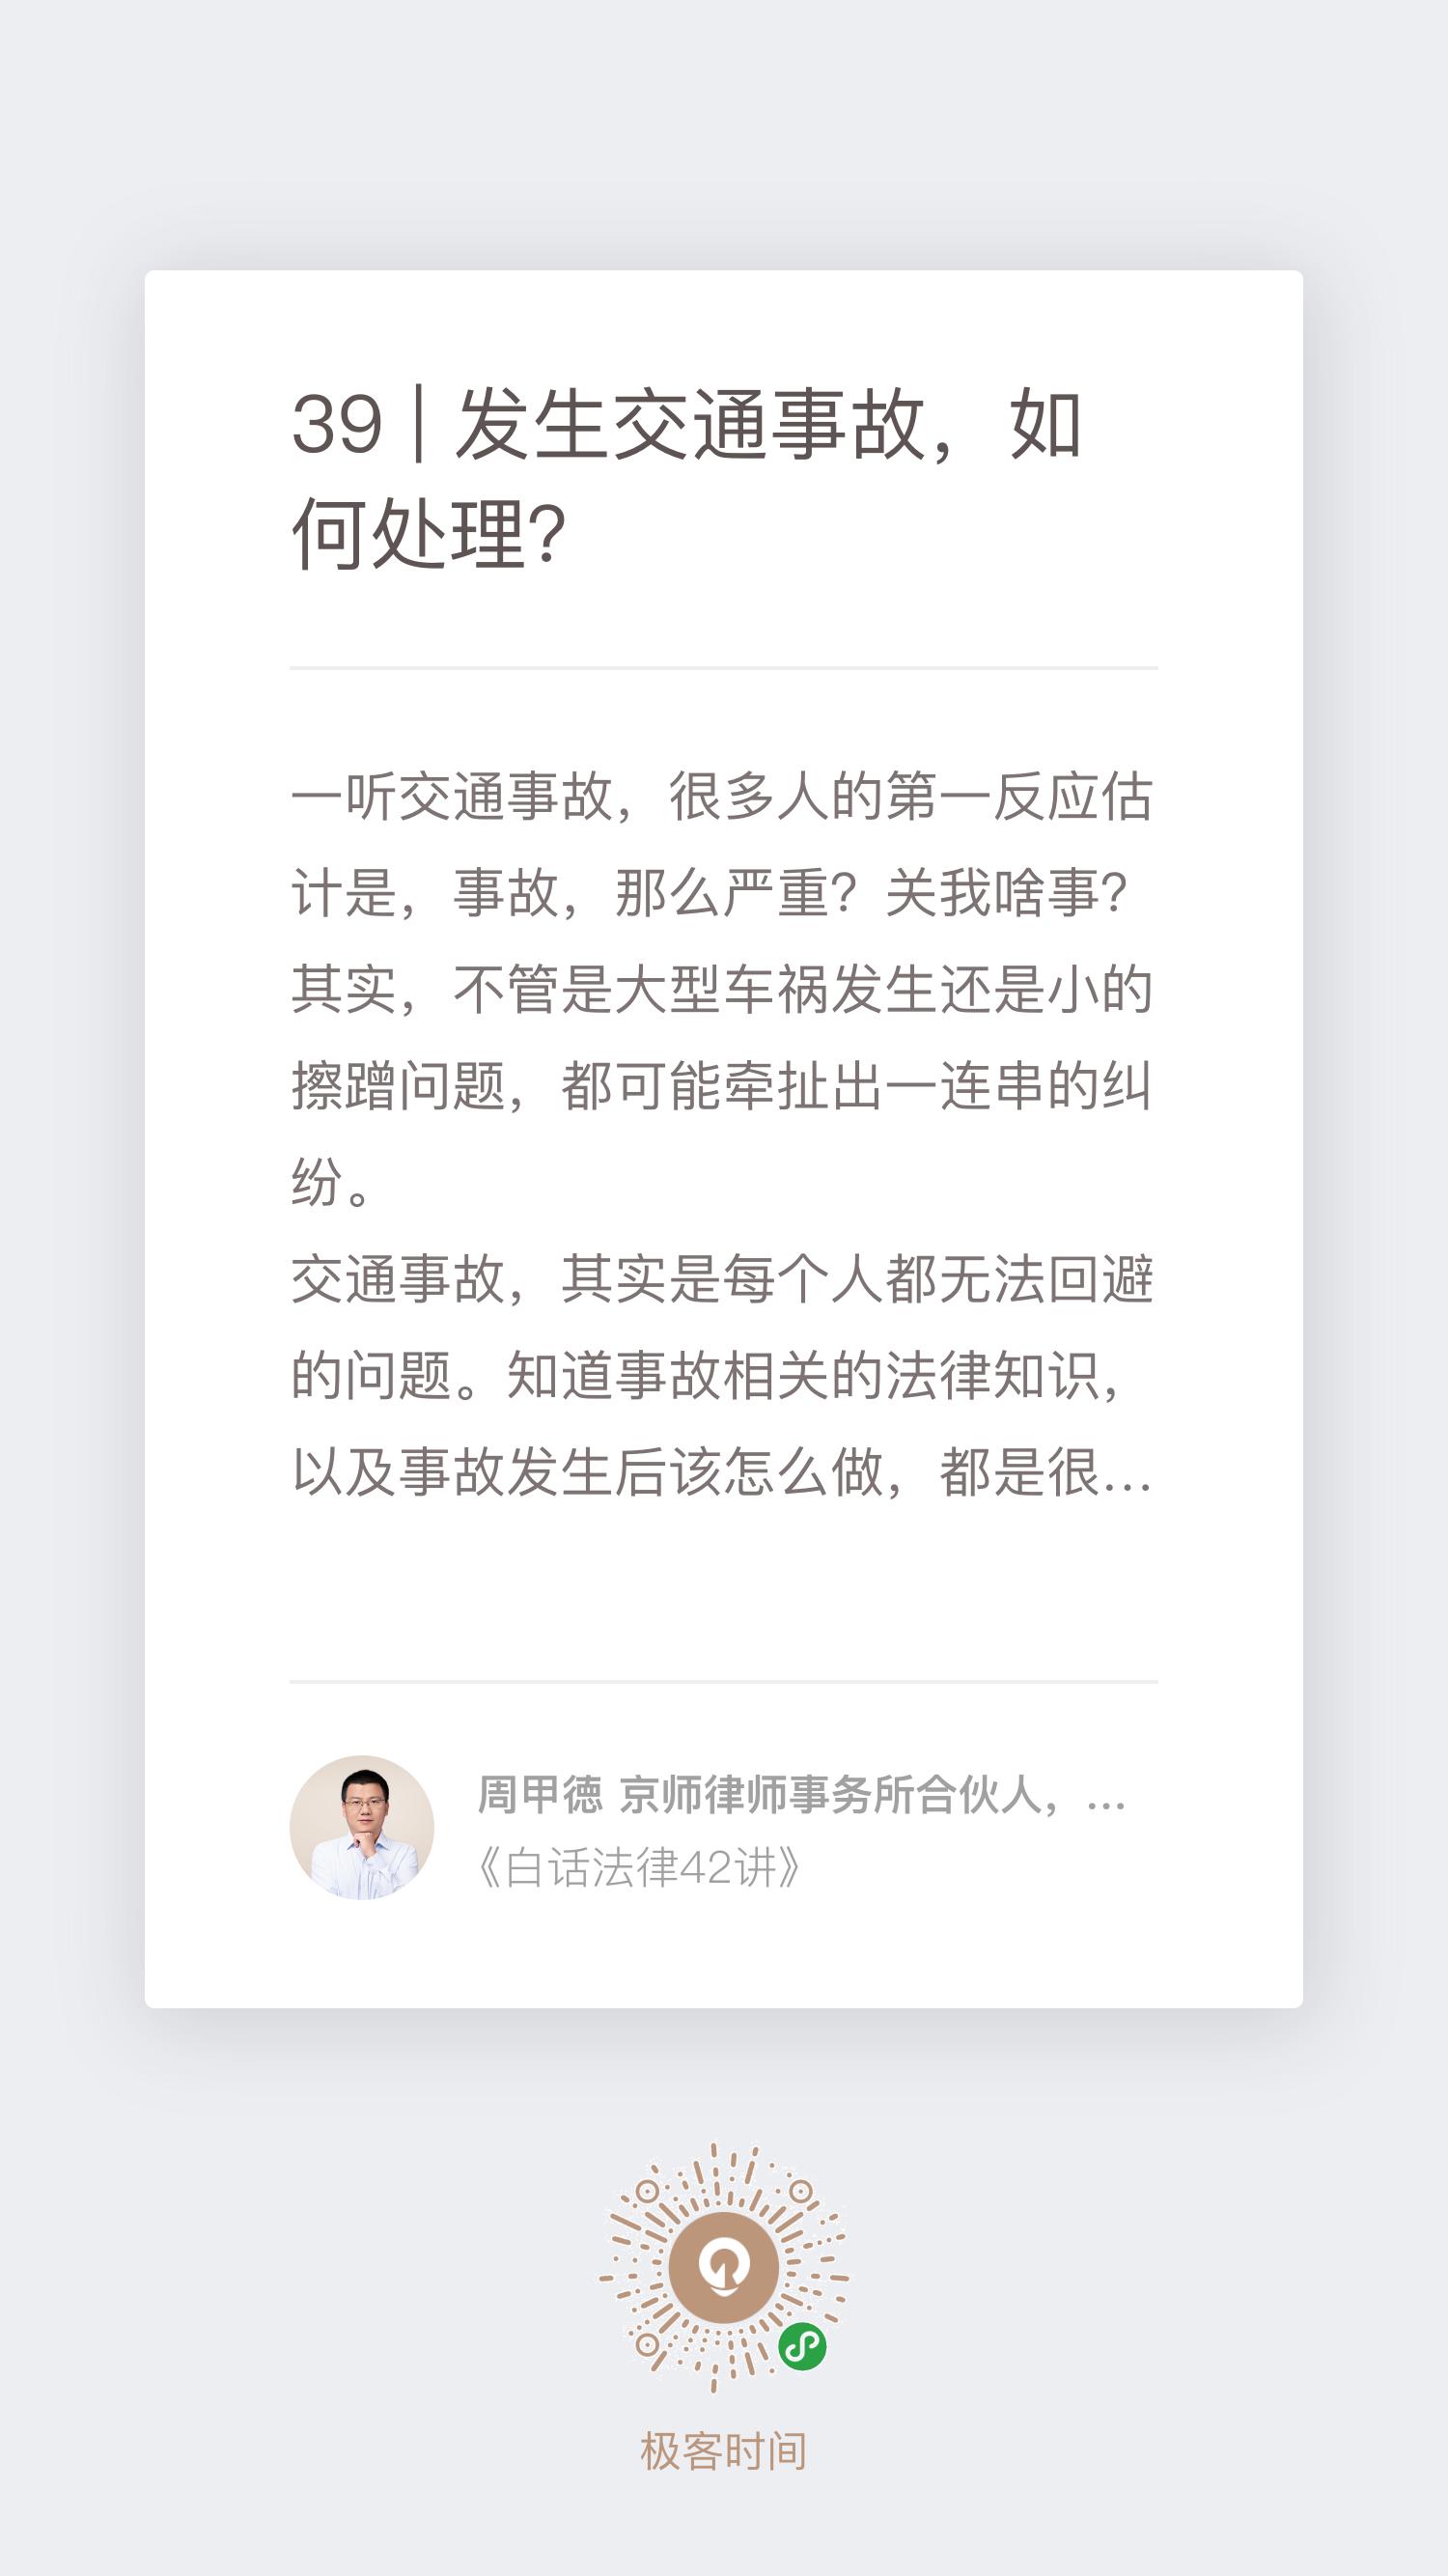 39 | 发生交通事故，如
何处理?
一听交通事故，很多人的第一反应估
计是，事故，那么严重？关我啥事？
其实，不管是大型车祸发生还是小的
擦蹭问题，都可能牵扯出一连串的纠
纷。
交通事故，其实是每个人都无法回避
的问题。知道事故相关的法律知识，
以及事故发生后该怎么做，都是很...
周甲徳 京师律师事务所合伙人，...
《白话法律42讲》
极客时间